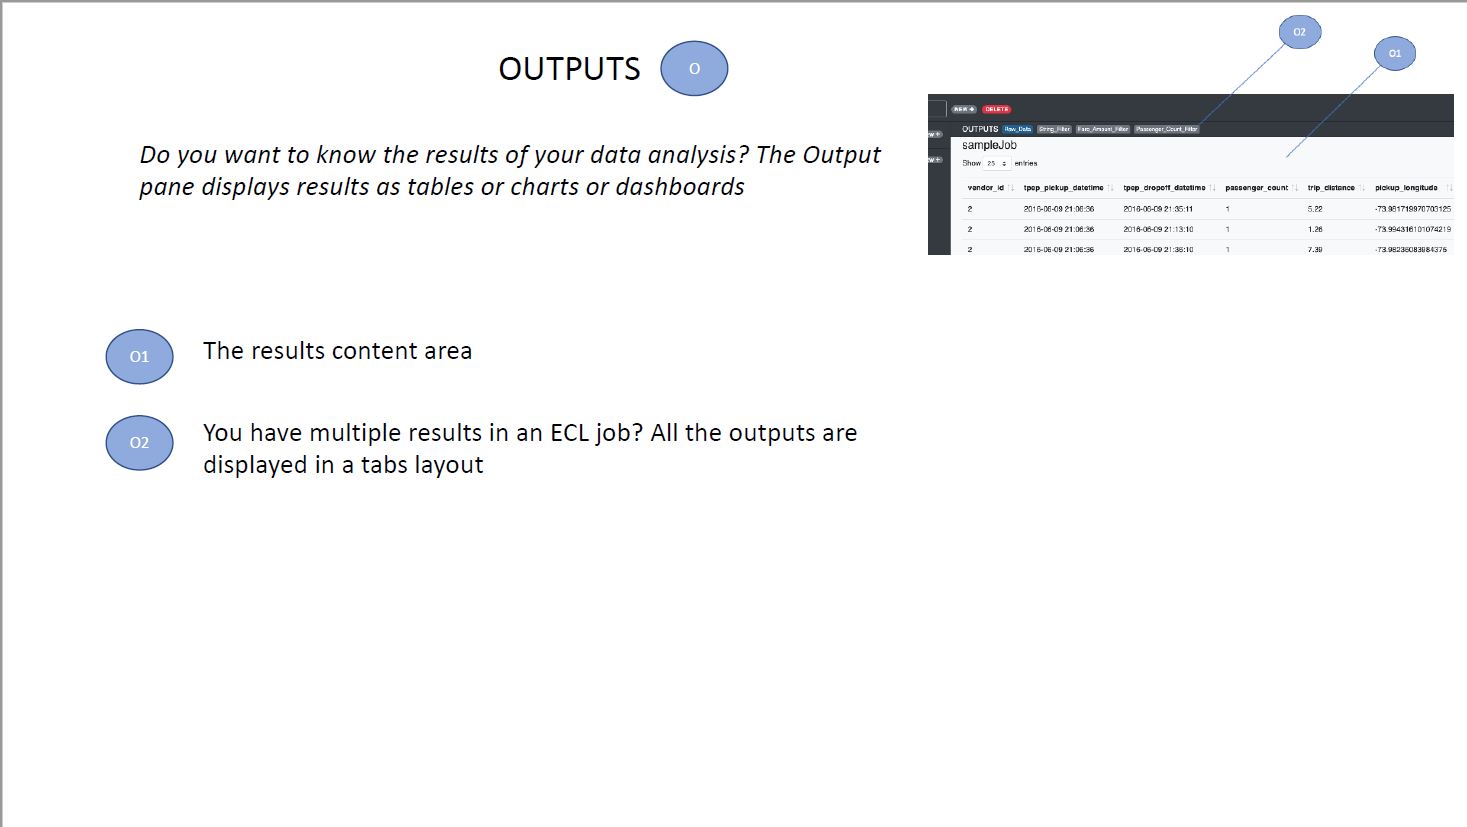 OUTPUTS O
Do you want to know the results of your data analysis? The Output
pane displays results as tables or charts or dashboards
O1 The results content area
O2 You have multiple results in an ECL job? All the outputs are
displayed in a tabs layout
O2
O1
NEW + DELETE
OUTPUTS Raw_Data String_Filter Fare_Amount_Filter Passenger_Count_Filter
sampleJob
Show 25 entries
vendor_id tpep_pickup_datetime tpep_dropoff_datetime passenger_count trip_distance pickup_longitude
2 2016-06-09 21:06:36 2016-06-09 21:35:11 1 5.22 -73.981719970703125
2 2016-06-09 21:06:36 2016-06-09 21:13:10 1 1.26 -73.994316101074219
2 2016-06-09 21:06:36 2016-06-09 21:36:10 1 7.39 -73.98236083984375